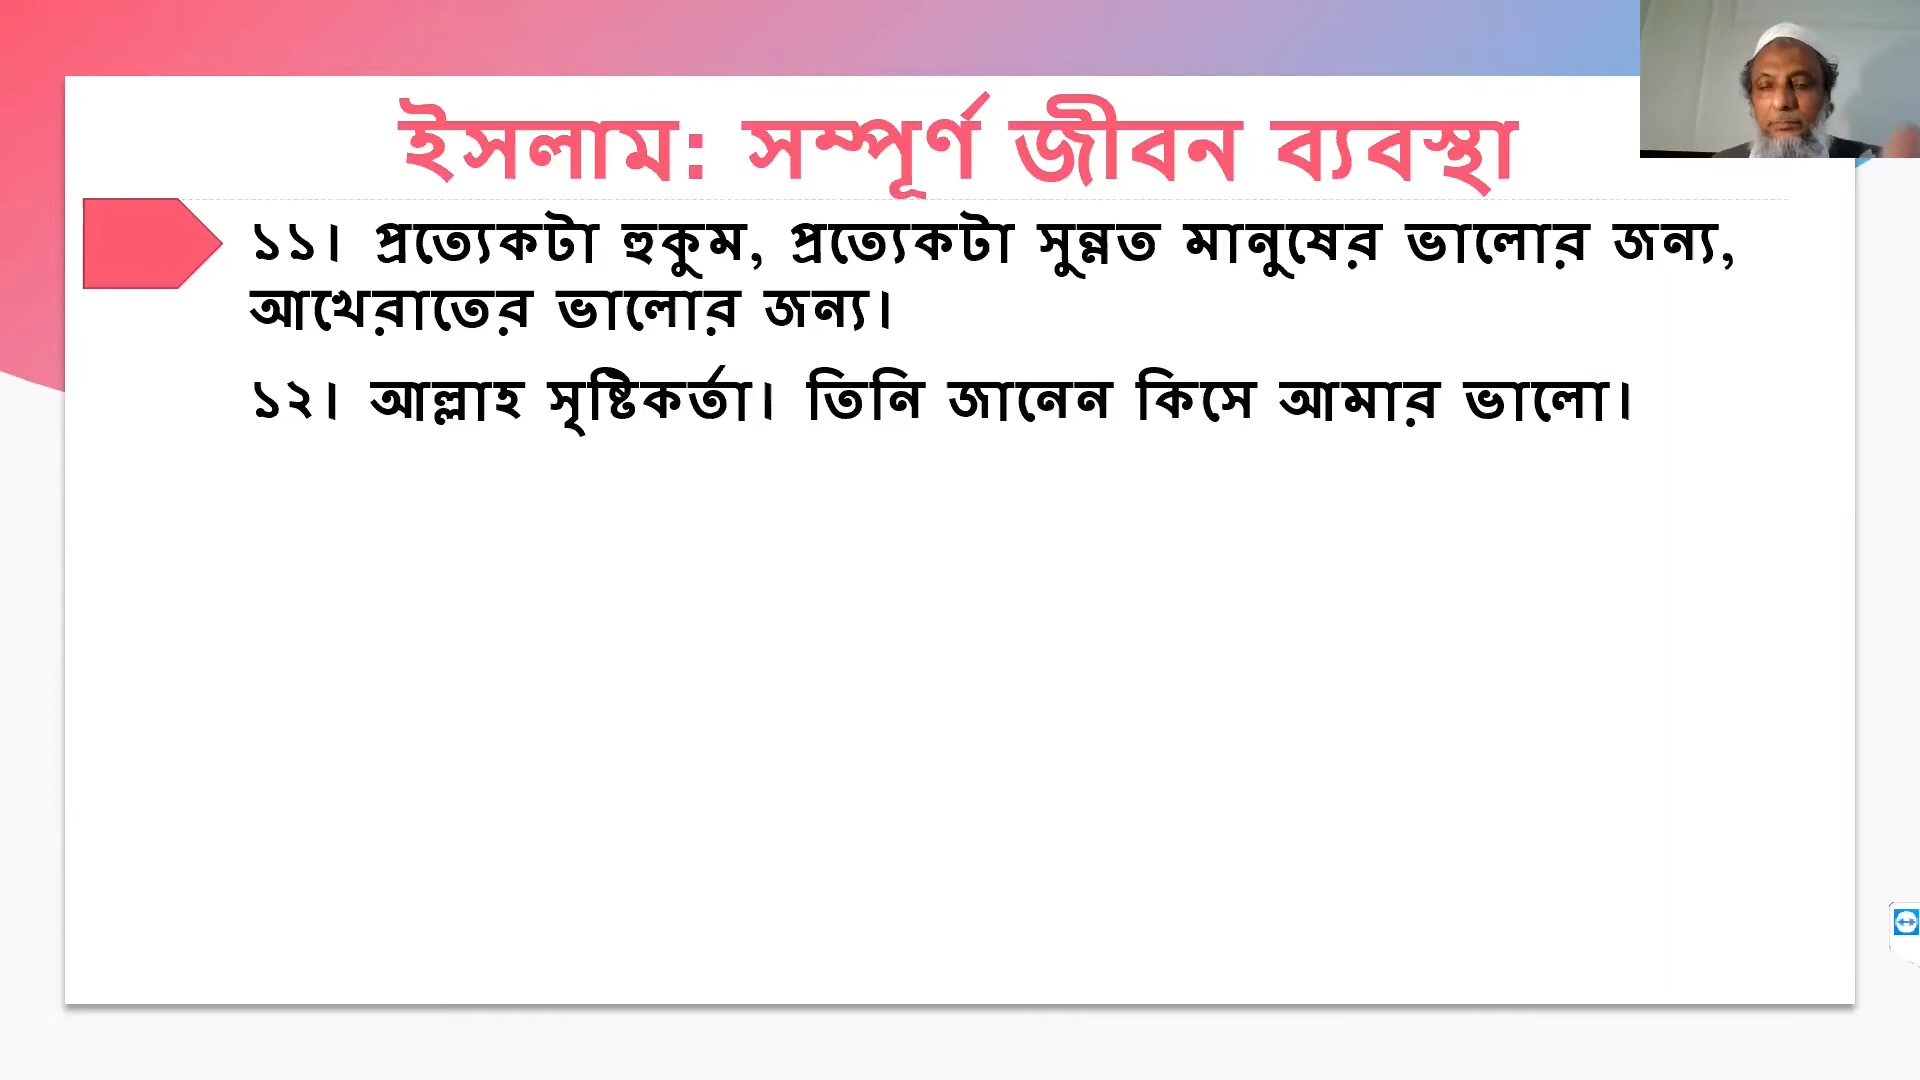 ইসলাম: সম্পূর্ণ জীবন ব্যবস্থা
১১। প্রত্যেকটা হুকুম, প্রত্যেকটা সুন্নত মানুষের ভালোর জন্য,
আখেরাতের ভালোর জন্য।
১২। আল্লাহ সৃষ্টিকর্তা। তিনি জানেন কিসে আমার ভালো।